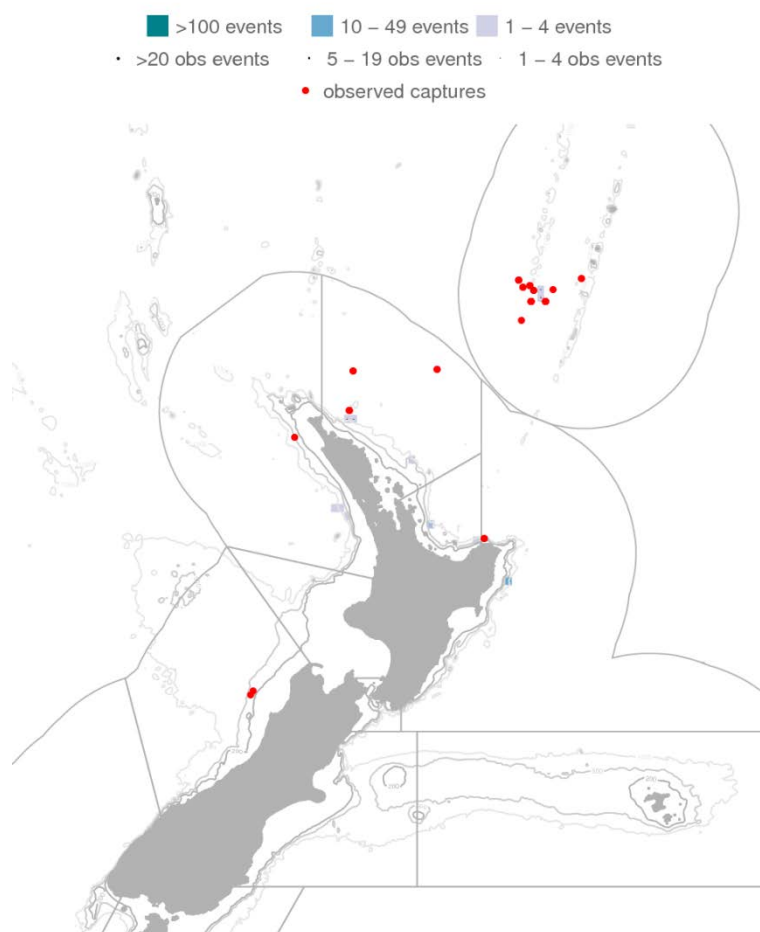 >100 events 10 – 49 events 1 – 4 events
>20 obs events 5 – 19 obs events 1 – 4 obs events
observed captures